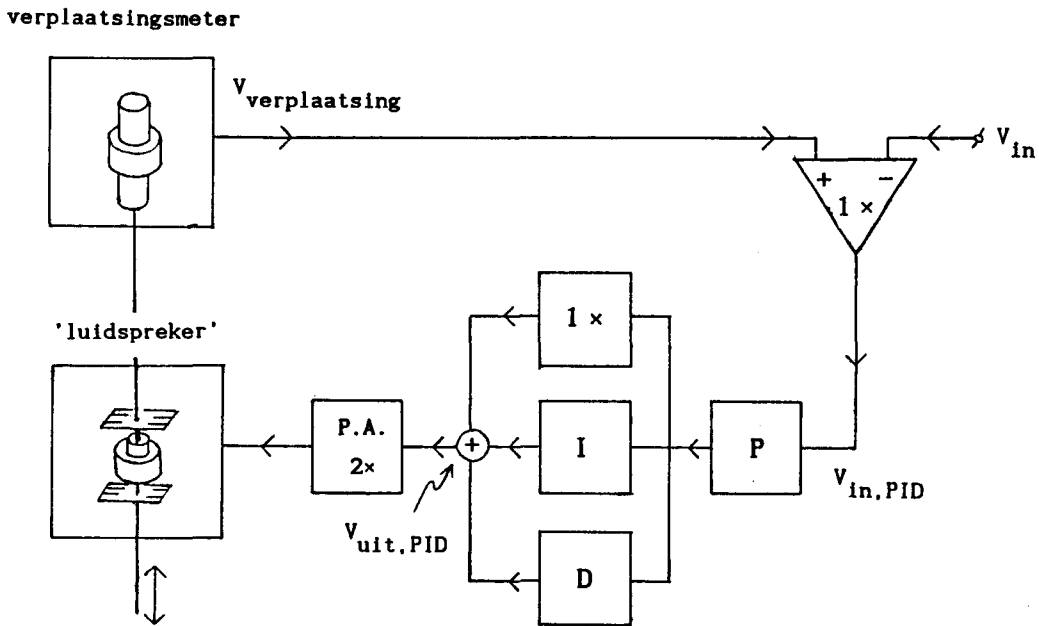 verplaatsingsmeter
V verplaatsing
V in
+ −
1 ×
'luidspreker'
1 ×
P.A.
2×
+
I
P
V uit,PID
V in,PID
D